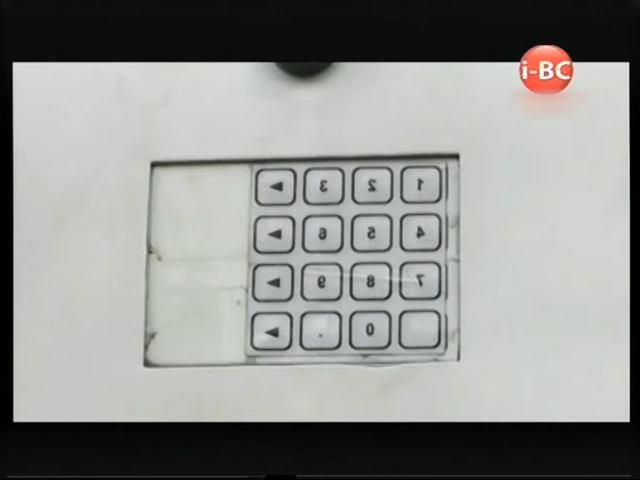 i-BC
▶ 3 2 1
▶ 6 5 4
▶ 9 8 7
▶ . 0